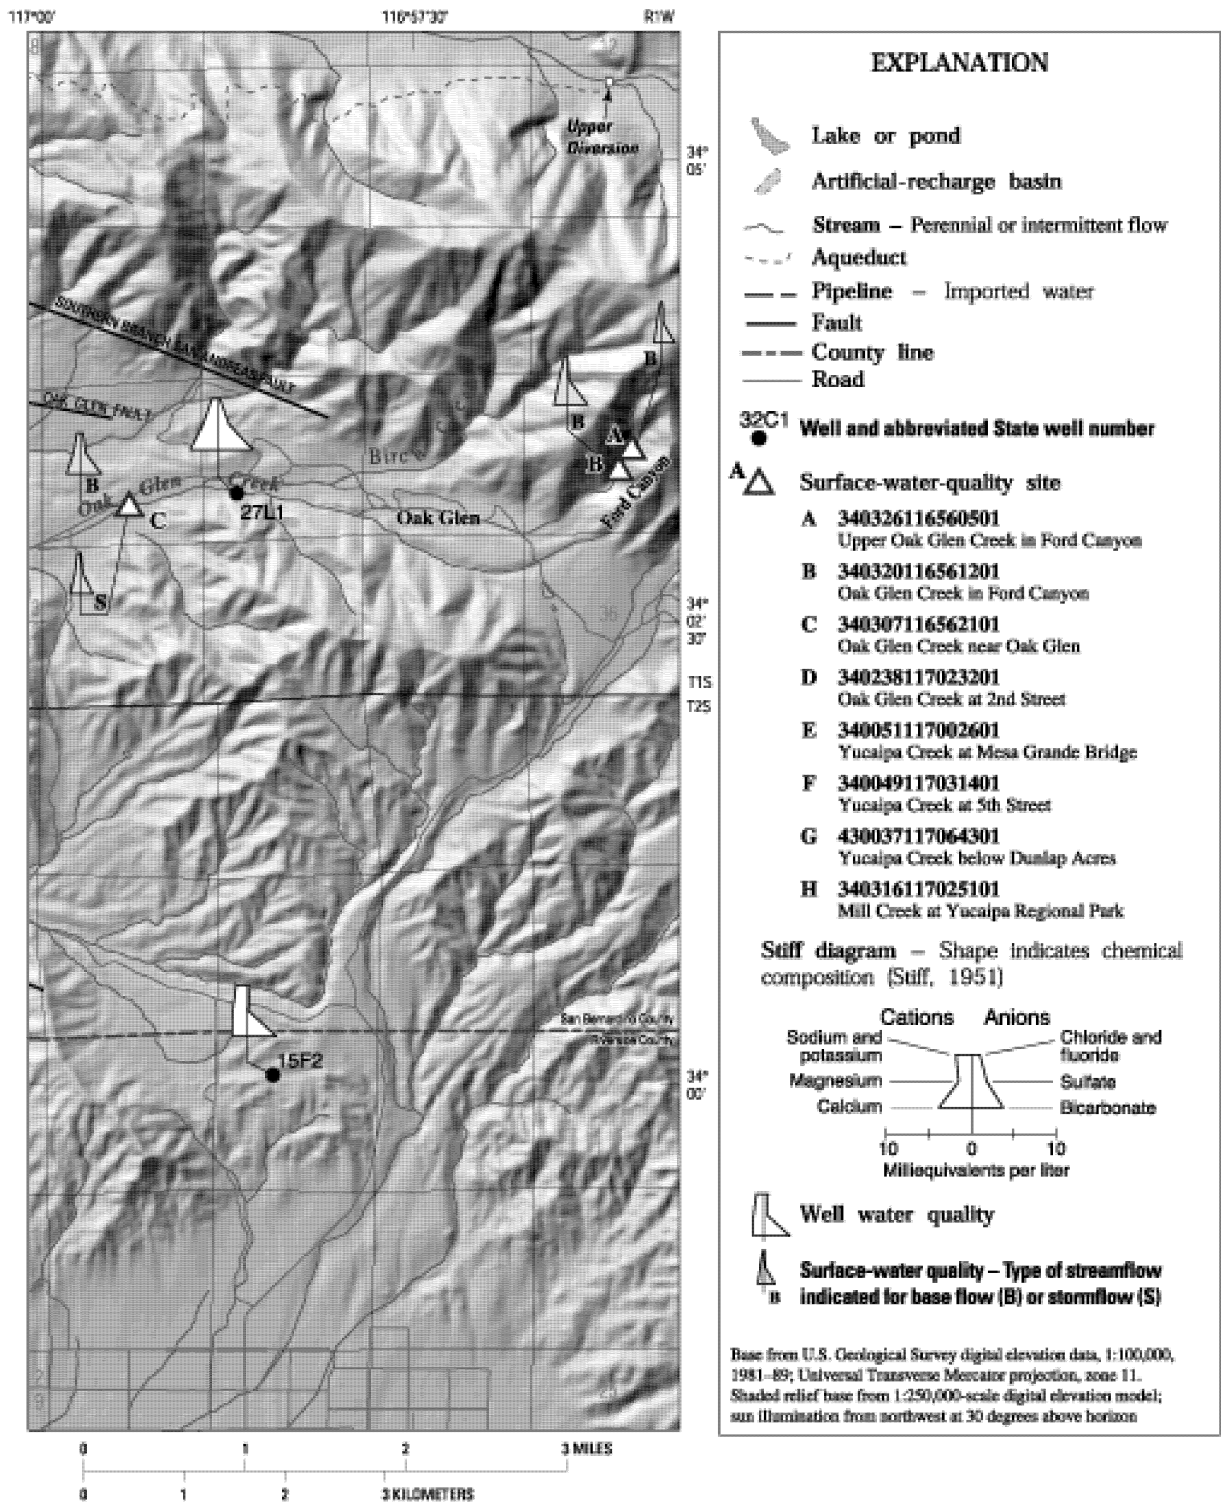 117°00'
116°57'30"
R1W
Upper
Diversion
34°
05'
SOUTHERN BRANCH SAN ANDREAS FAULT
OAK GLEN FAULT
B
B
A
B
Birch Creek
Ford Canyon
B
Oak Glen Creek
C
27L1
Oak Glen
S
36
34°
02'
30'
T1S
T2S
San Bernardino County
Riverside County
15F2
34°
00'
0 1 2 3 MILES
0 1 2 3 KILOMETERS
EXPLANATION
Lake or pond
Artificial-recharge basin
Stream – Perennial or intermittent flow
Aqueduct
Pipeline – Imported water
Fault
County line
Road
32C1
Well and abbreviated State well number
A
Surface-water-quality site
A 340326116560501
Upper Oak Glen Creek in Ford Canyon
B 340320116561201
Oak Glen Creek in Ford Canyon
C 340307116562101
Oak Glen Creek near Oak Glen
D 340238117023201
Oak Glen Creek at 2nd Street
E 340051117002601
Yucaipa Creek at Mesa Grande Bridge
F 340049117031401
Yucaipa Creek at 5th Street
G 430037117064301
Yucaipa Creek below Dunlap Acres
H 340316117025101
Mill Creek at Yucaipa Regional Park
Stiff diagram – Shape indicates chemical
composition (Stiff, 1951)
Cations Anions
Sodium and
potassium
Chloride and
fluoride
Magnesium
Sulfate
Calcium
Bicarbonate
10 0 10
Milliequivalents per liter
Well water quality
B
Surface-water quality – Type of streamflow
indicated for base flow (B) or stormflow (S)
Base from U.S. Geological Survey digital elevation data, 1:100,000,
1981–89; Universal Transverse Mercator projection, zone 11.
Shaded relief base from 1:250,000-scale digital elevation model;
sun illumination from northwest at 30 degrees above horizon